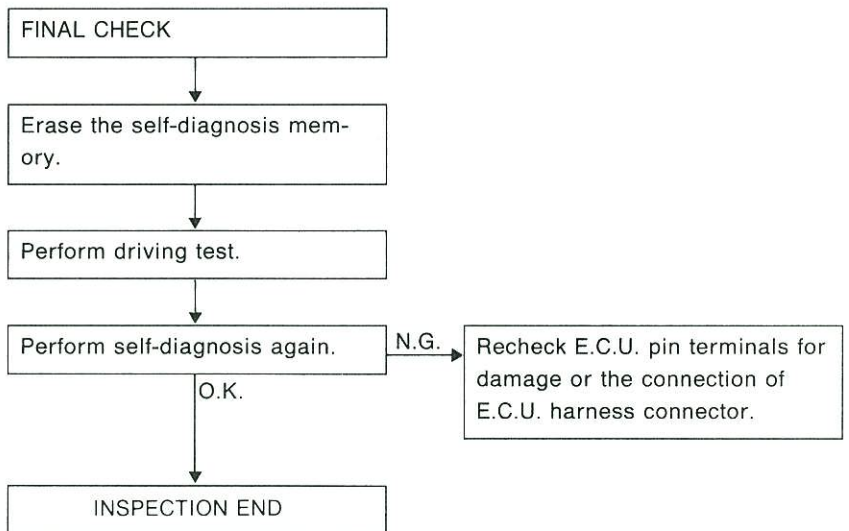 FINAL CHECK
Erase the self-diagnosis mem-
ory.
Perform driving test.
Perform self-diagnosis again.
N.G.
Recheck E.C.U. pin terminals for
damage or the connection of
E.C.U. harness connector.
O.K.
INSPECTION END